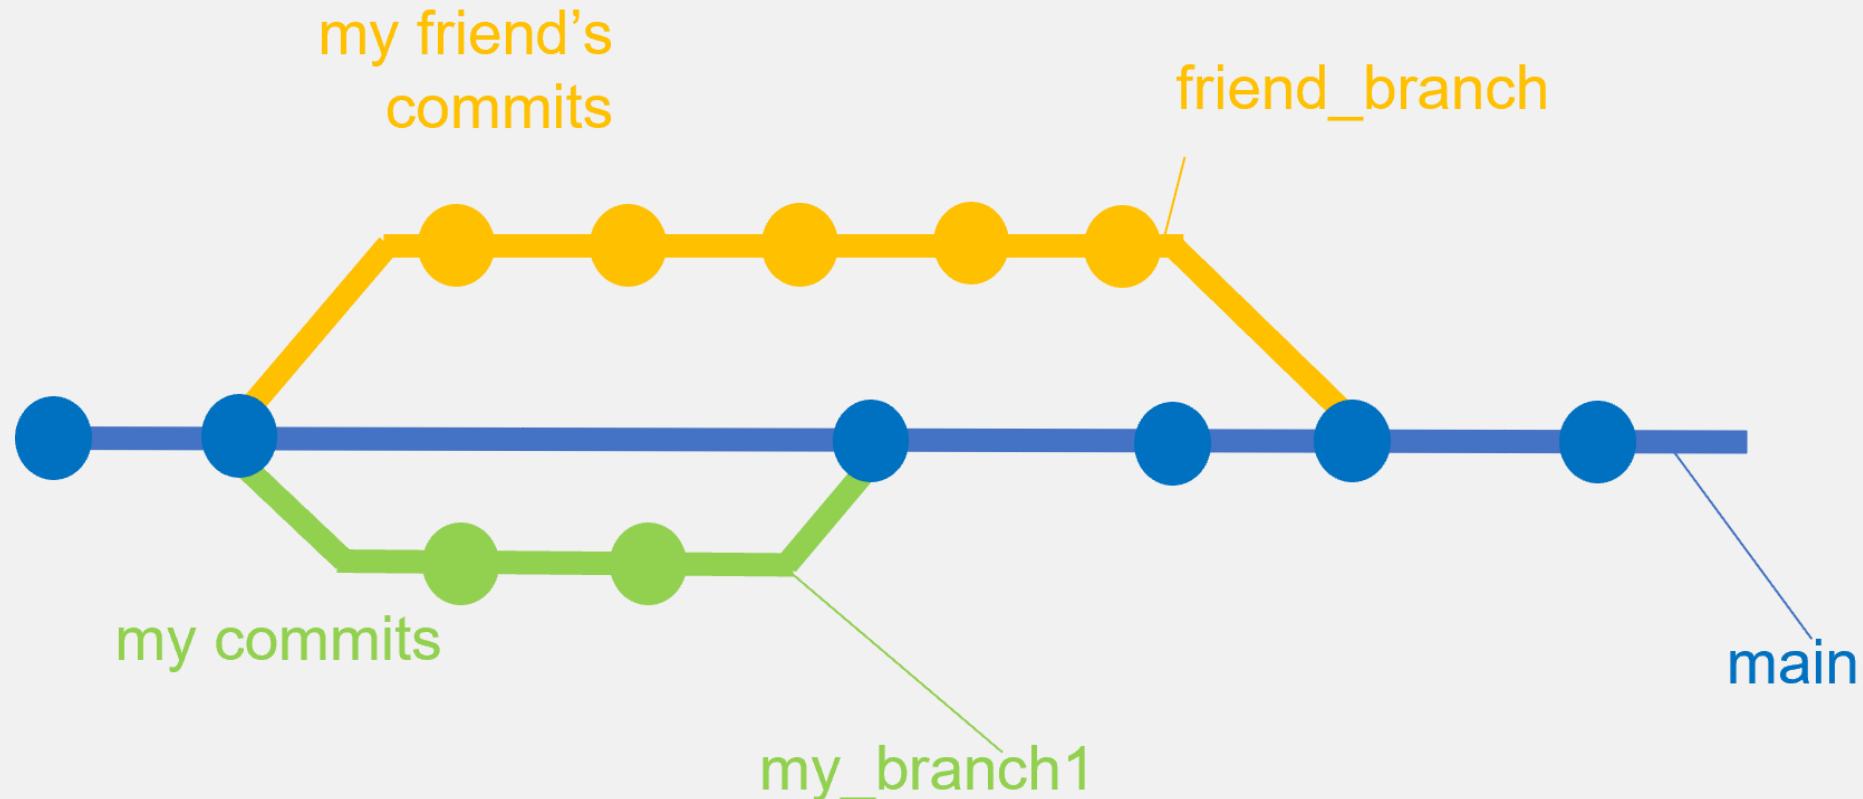 my friend’s
commits
friend_branch
my commits
main
my_branch1